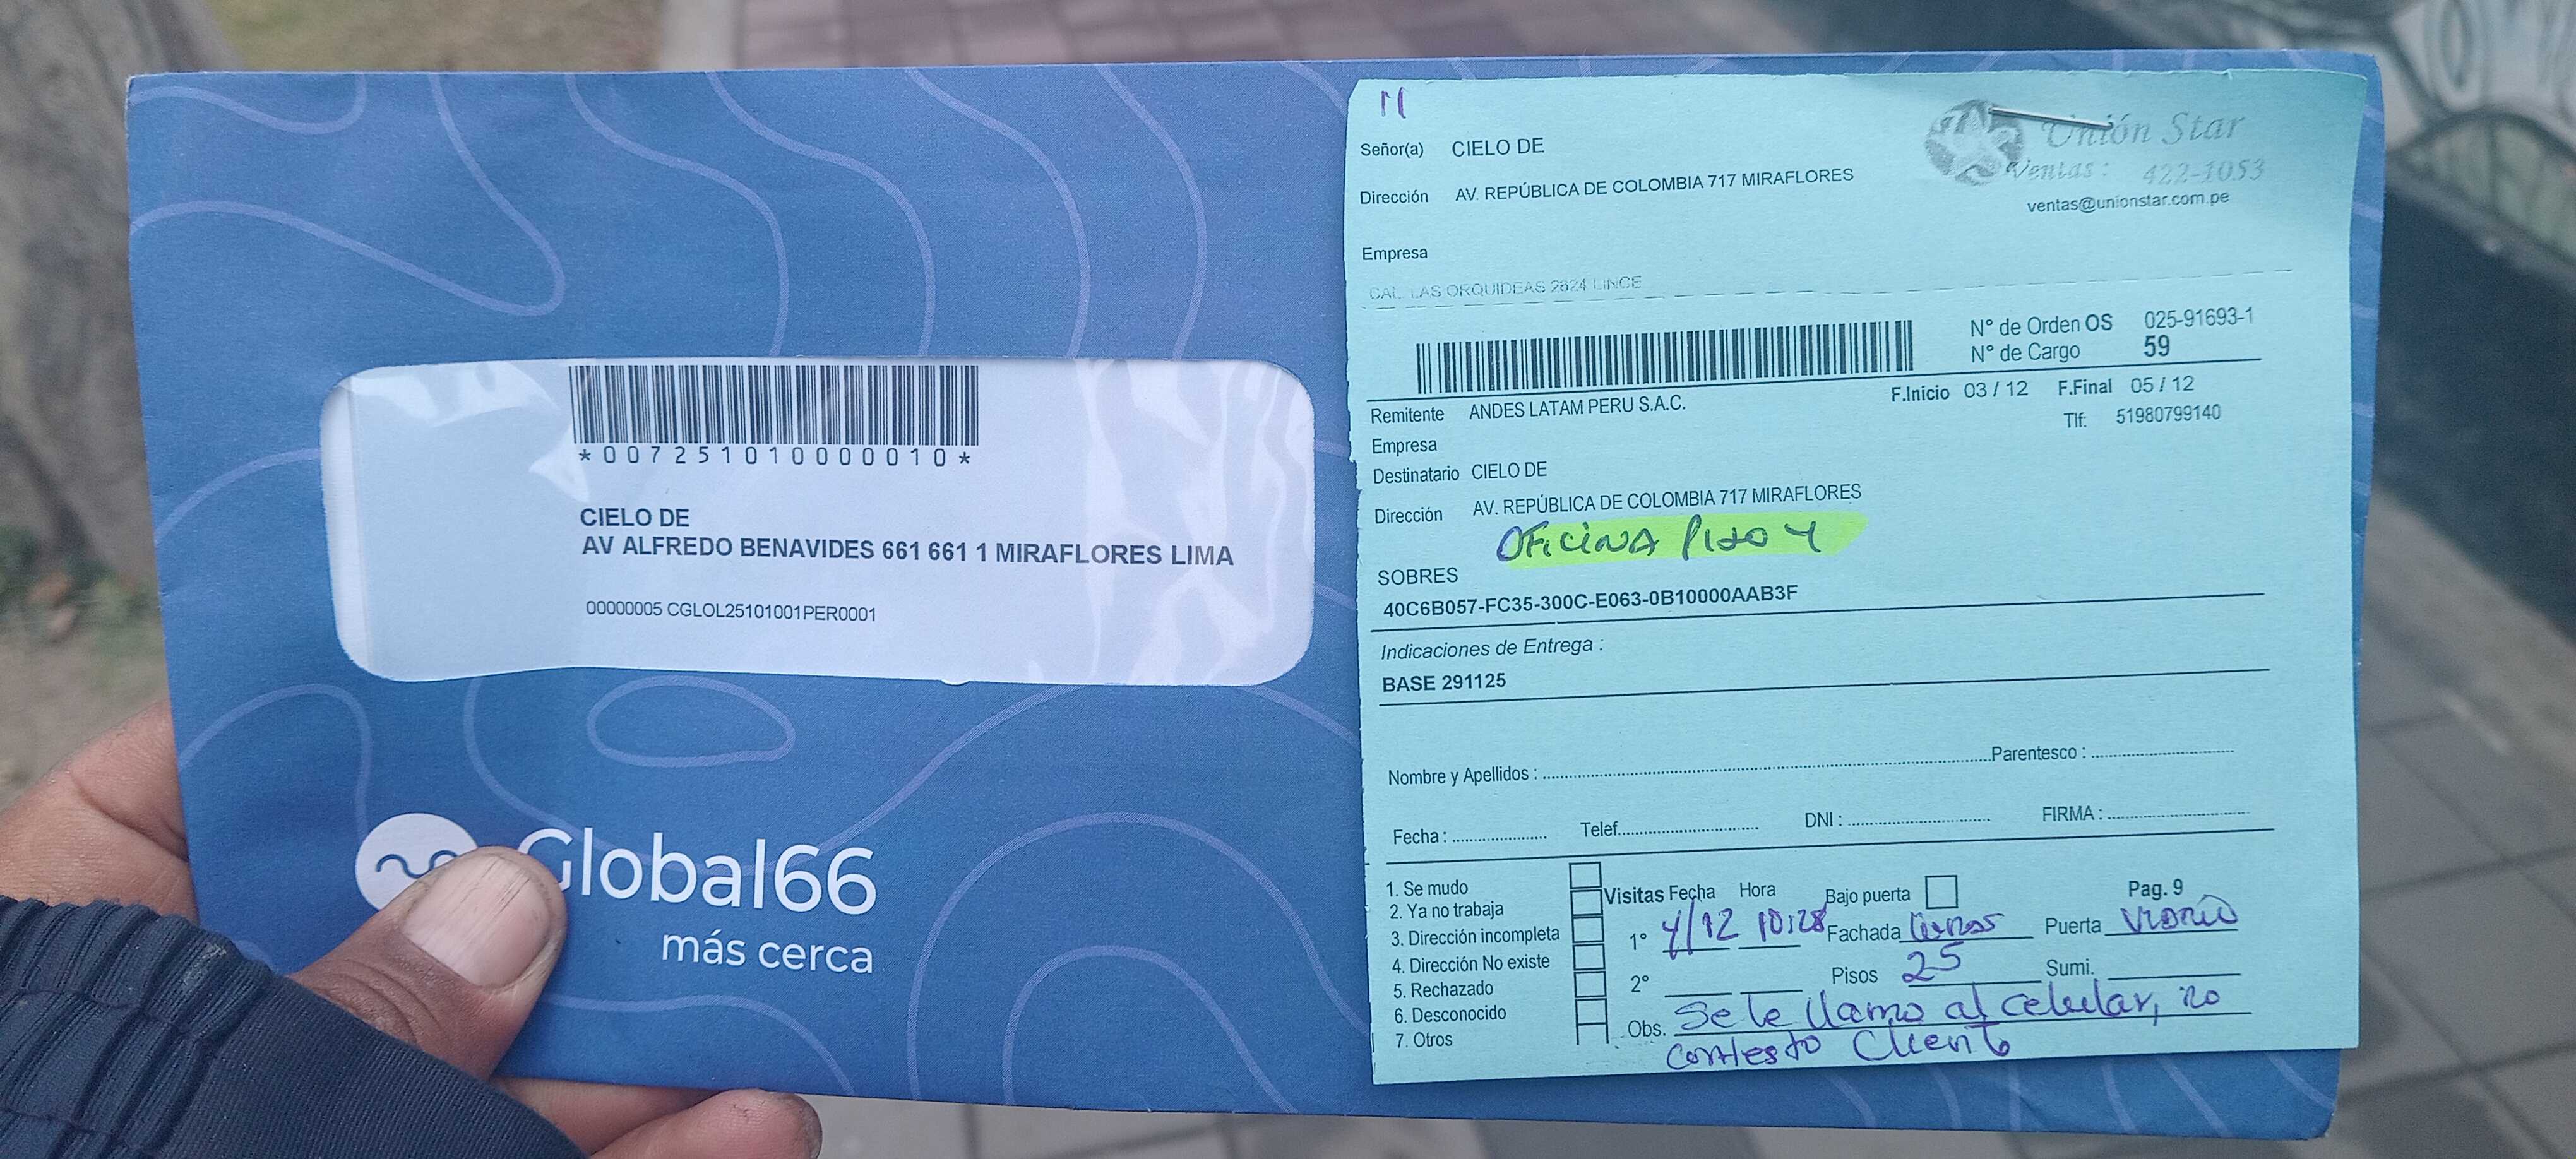 *007251010000010*
CIELO DE
AV ALFREDO BENAVIDES 661 661 1 MIRAFLORES LIMA
00000005 CGLOL25101001PER0001
Global66
más cerca
Señor(a) CIELO DE
Unión Star
Ventas: 422-1053
ventas@unionstar.com.pe
Dirección AV. REPÚBLICA DE COLOMBIA 717 MIRAFLORES
Empresa
LAS ORQUIDEAS 2624 LINCE
N° de Orden OS 025-91693-1
N° de Cargo 59
F.Inicio 03 / 12 F.Final 05 / 12
Remitente ANDES LATAM PERU S.A.C.
Tlf: 51980799140
Empresa
Destinatario CIELO DE
Dirección AV. REPÚBLICA DE COLOMBIA 717 MIRAFLORES
OFICINA PISO 4
SOBRES
40C6B057-FC35-300C-E063-0B10000AAB3F
Indicaciones de Entrega :
BASE 291125
Nombre y Apellidos : Parentesco :
Fecha : Telef. DNI : FIRMA :
1. Se mudo
2. Ya no trabaja
3. Dirección incompleta
4. Dirección No existe
5. Rechazado
6. Desconocido
7. Otros
Visitas Fecha Hora Bajo puerta Pag. 9
1° 4/12 10:28 Fachada Puerta Vidrio
2° Pisos 25 Sumi.
Obs. Se le llamo al celular, no
contesto Cliente